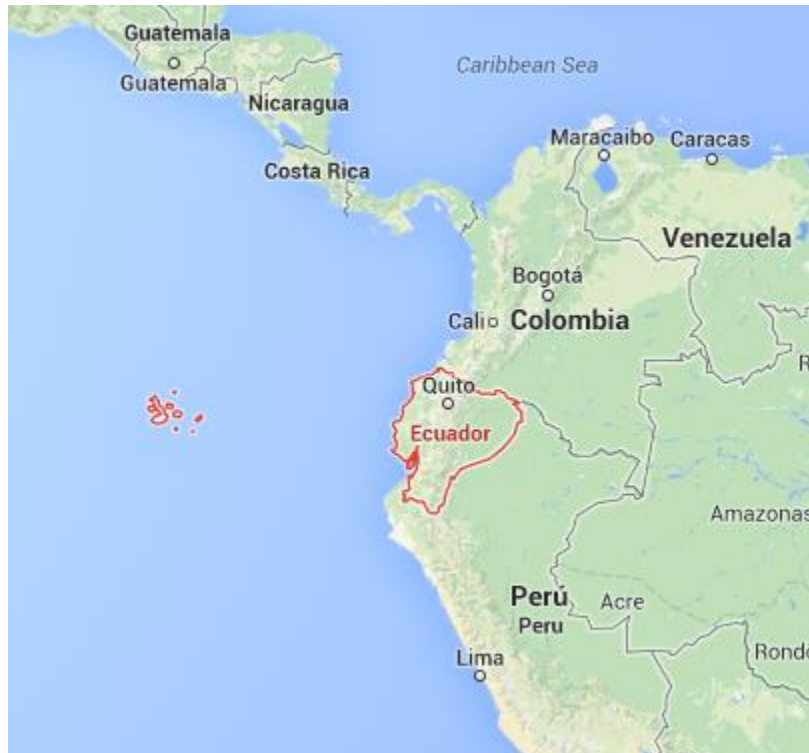 Guatemala
Guatemala
Caribbean Sea
Nicaragua
Maracaibo
Caracas
Costa Rica
Venezuela
Bogotá
Cali
Colombia
R
Quito
Ecuador
Amazonas
Perú
Peru
Acre
Rondo
Lima